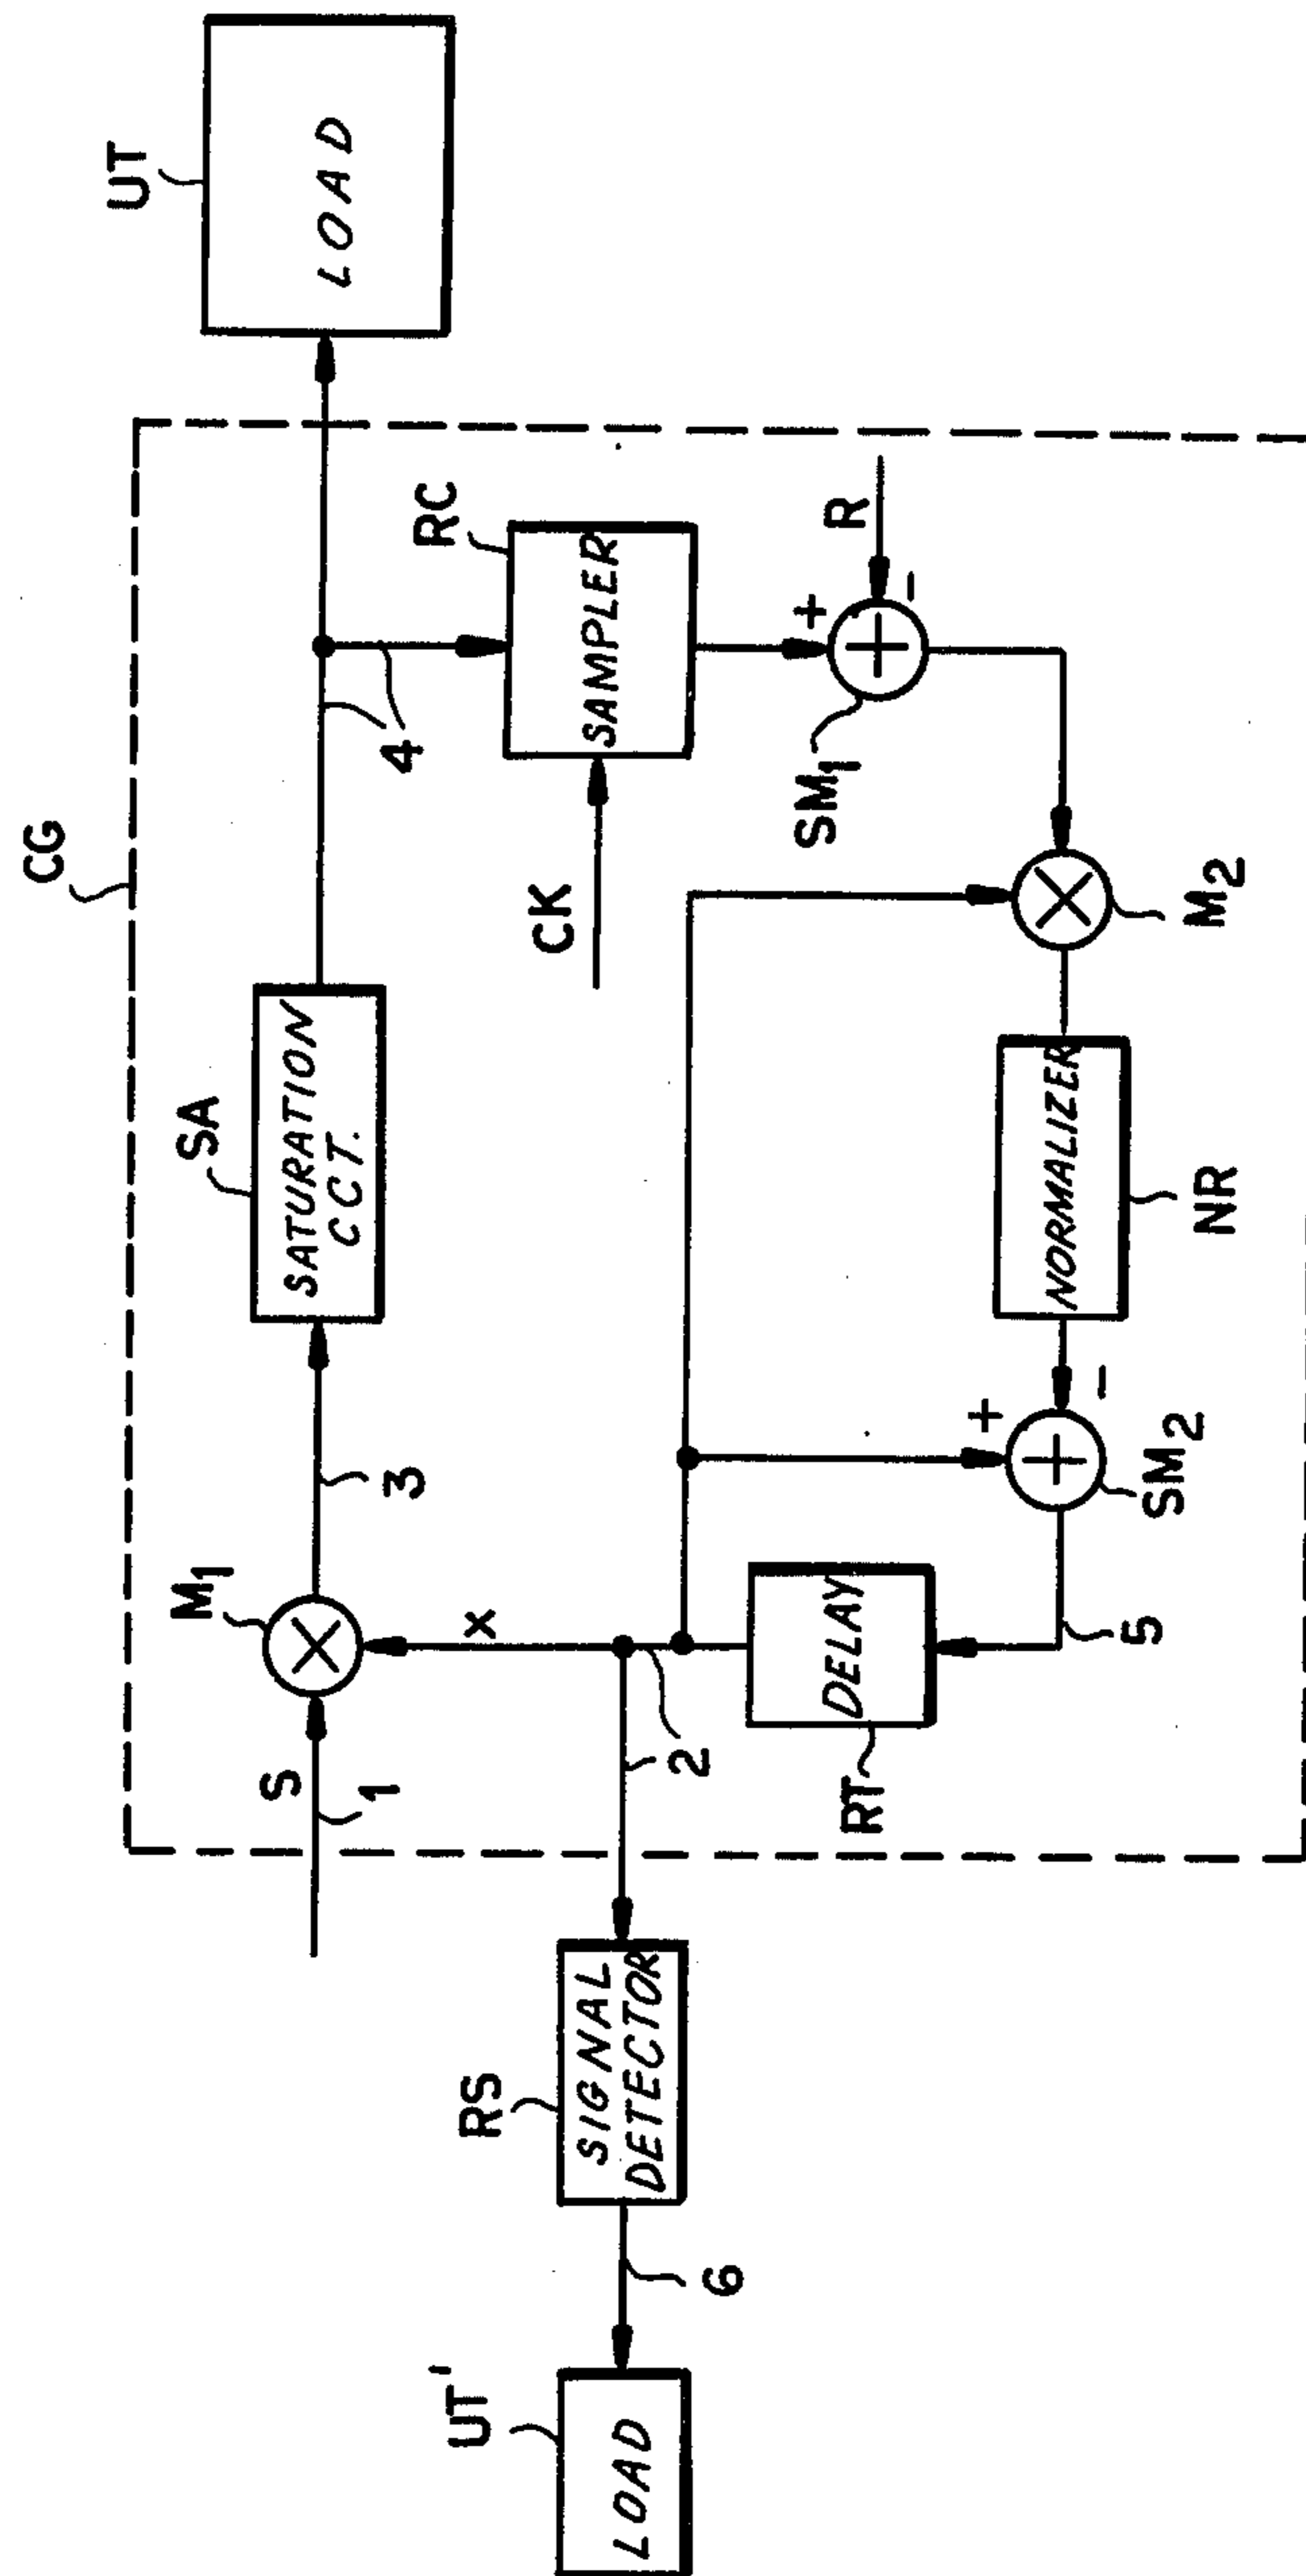 CG
UT
LOAD
SA
SATURATION
CCT.
M1
S
1
3
4
X
RC
SAMPLER
CK
R
+
-
SM1
M2
NORMALIZER
NR
+
-
SM2
5
DELAY
RT
2
RS
SIGNAL
DETECTOR
6
UT'
LOAD